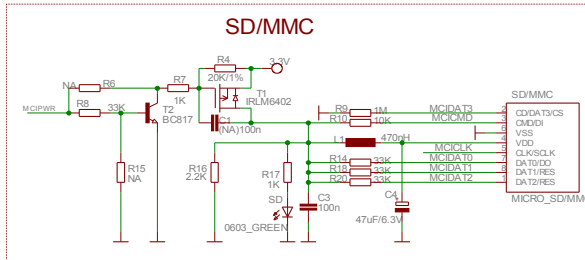 SD/MMC
R4
20K/1%
3.3V
NA
R6
R7
1K
T1
IRLM6402
MCIPWR
R8
33K
T2
BC817
C1
(NA)100n
R9
1M
MCIDAT3
R10
10K
MCICMD
L1
470nH
MCICLK
R14
33K
MCIDAT0
R18
33K
MCIDAT1
R20
33K
MCIDAT2
SD/MMC
2
CD/DAT3/CS
3
CMD/DI
6
VSS
4
VDD
5
CLK/SCLK
7
DAT0/DO
8
DAT1/RES
1
DAT2/RES
MICRO_SD/MMC
R15
NA
R16
2.2K
R17
1K
SD
0603_GREEN
C3
100n
C4
47uF/6.3V